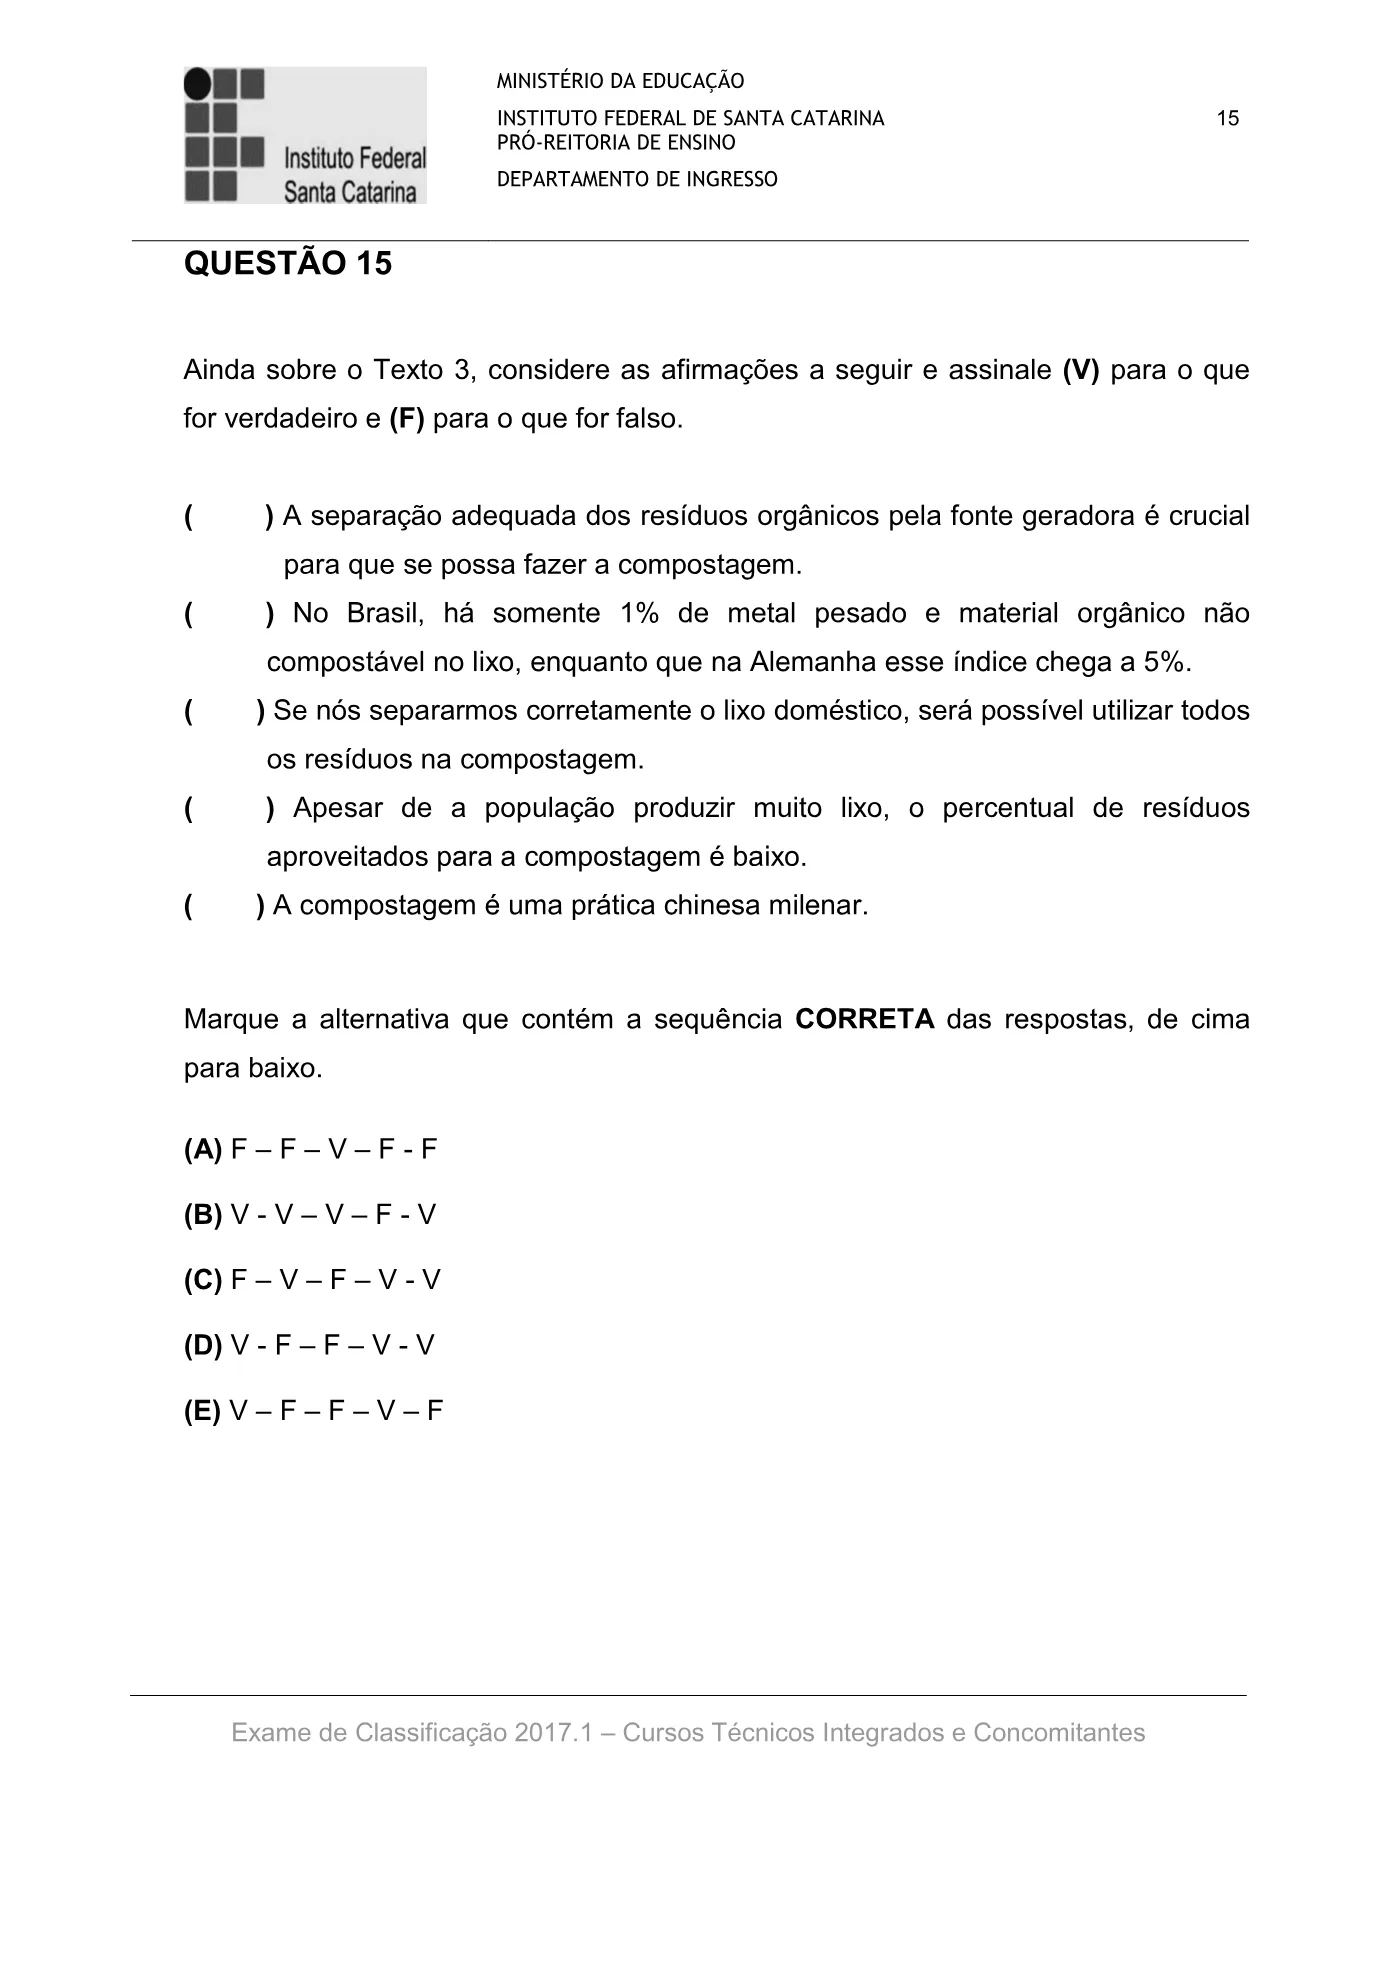 Instituto Federal
Santa Catarina
MINISTÉRIO DA EDUCAÇÃO
INSTITUTO FEDERAL DE SANTA CATARINA
PRÓ-REITORIA DE ENSINO
DEPARTAMENTO DE INGRESSO
15
QUESTÃO 15
Ainda sobre o Texto 3, considere as afirmações a seguir e assinale (V) para o que
for verdadeiro e (F) para o que for falso.
( ) A separação adequada dos resíduos orgânicos pela fonte geradora é crucial
para que se possa fazer a compostagem.
( ) No Brasil, há somente 1% de metal pesado e material orgânico não
compostável no lixo, enquanto que na Alemanha esse índice chega a 5%.
( ) Se nós separarmos corretamente o lixo doméstico, será possível utilizar todos
os resíduos na compostagem.
( ) Apesar de a população produzir muito lixo, o percentual de resíduos
aproveitados para a compostagem é baixo.
( ) A compostagem é uma prática chinesa milenar.
Marque a alternativa que contém a sequência CORRETA das respostas, de cima
para baixo.
(A) F – F – V – F - F
(B) V - V – V – F - V
(C) F – V – F – V - V
(D) V - F – F – V - V
(E) V – F – F – V – F
Exame de Classificação 2017.1 – Cursos Técnicos Integrados e Concomitantes